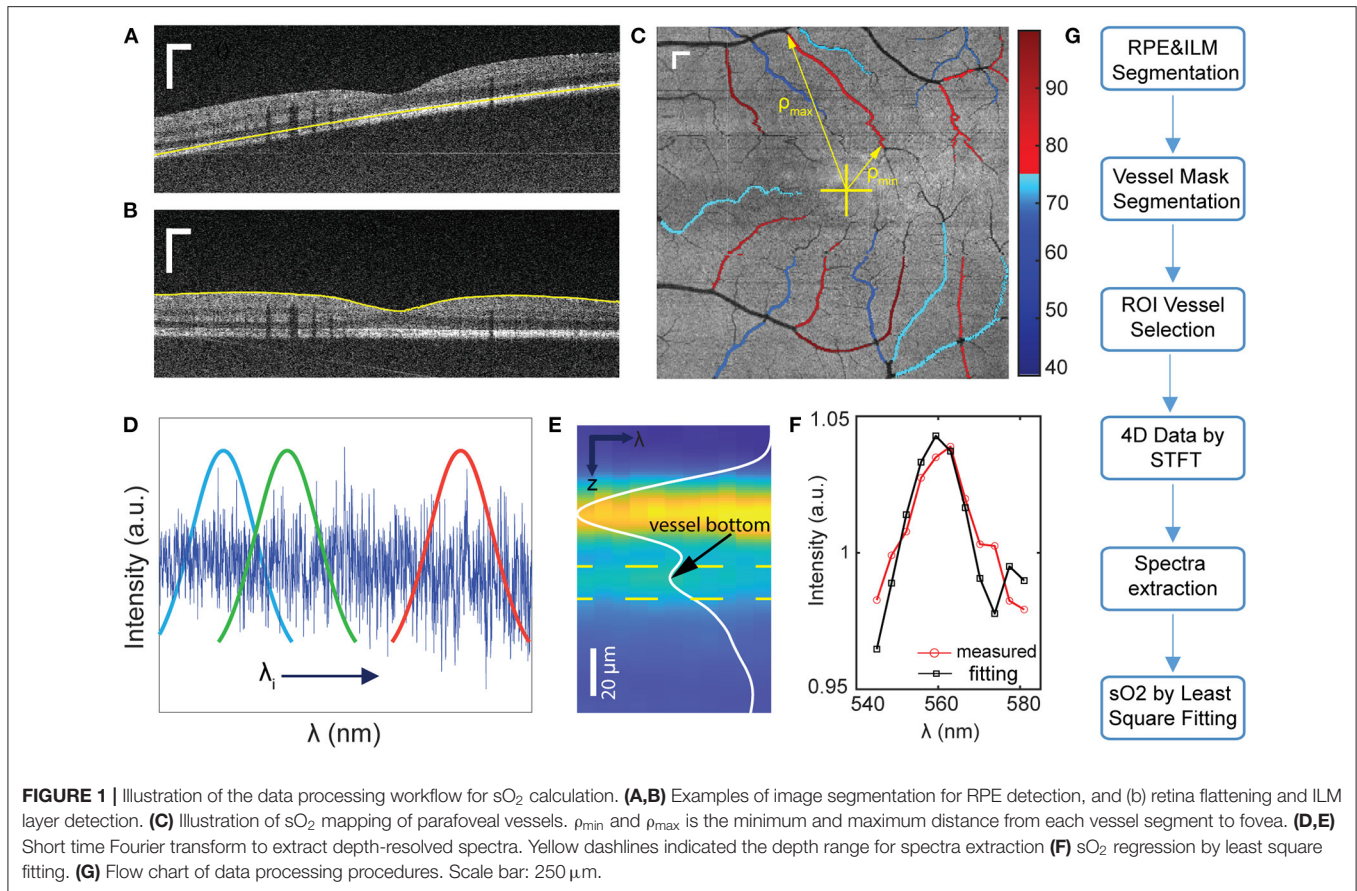 A
B
C
ρmax
ρmin
90
80
70
60
50
40
G
RPE&ILM
Segmentation
Vessel Mask
Segmentation
ROI Vessel
Selection
4D Data by
STFT
Spectra
extraction
sO2 by Least
Square Fitting
D
Intensity (a.u.)
λi
λ (nm)
E
λ
z
vessel bottom
20 µm
F
1.05
1
0.95
Intensity (a.u.)
measured
fitting
540
560
580
λ (nm)
FIGURE 1 | Illustration of the data processing workflow for sO₂ calculation. (A,B) Examples of image segmentation for RPE detection, and (b) retina flattening and ILM
layer detection. (C) Illustration of sO₂ mapping of parafoveal vessels. ρmin and ρmax is the minimum and maximum distance from each vessel segment to fovea. (D,E)
Short time Fourier transform to extract depth-resolved spectra. Yellow dashlines indicated the depth range for spectra extraction (F) sO₂ regression by least square
fitting. (G) Flow chart of data processing procedures. Scale bar: 250 µm.